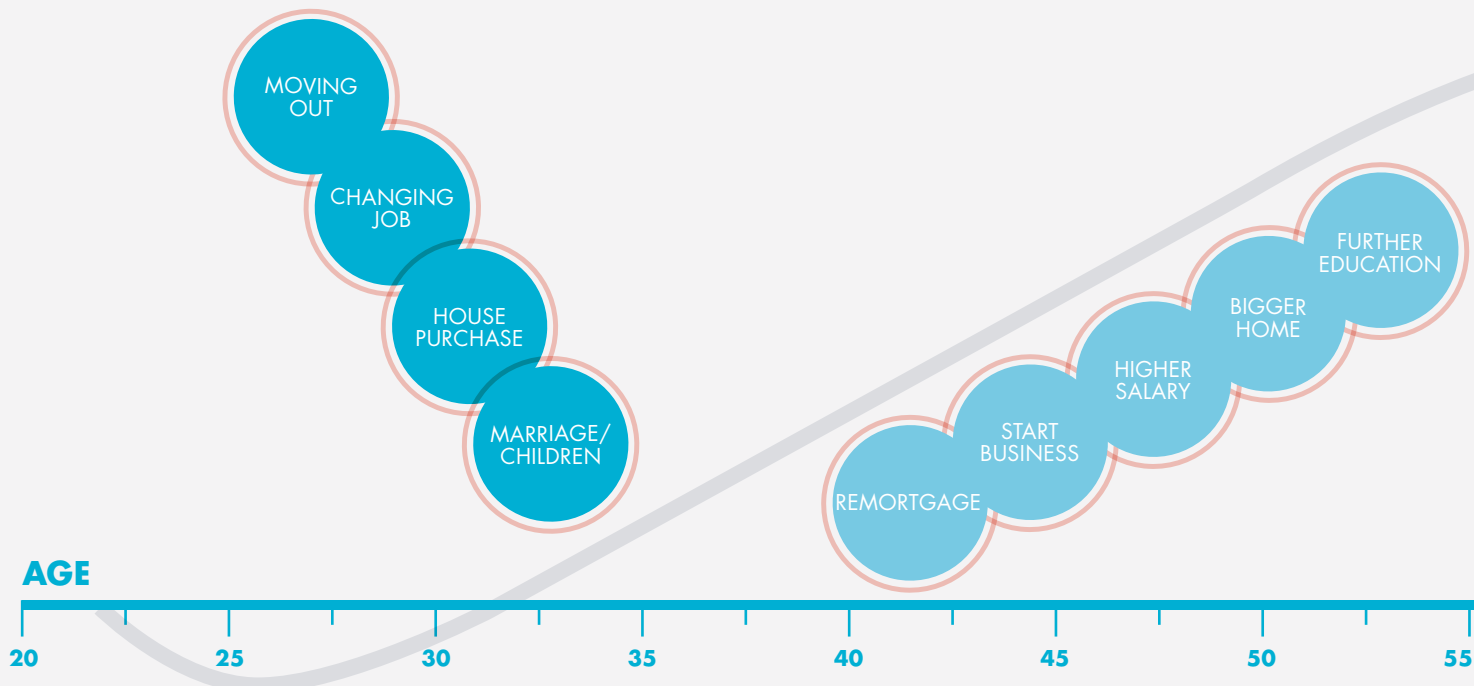 MOVING
OUT
CHANGING
JOB
HOUSE
PURCHASE
MARRIAGE/
CHILDREN
REMORTGAGE
START
BUSINESS
HIGHER
SALARY
BIGGER
HOME
FURTHER
EDUCATION
AGE
20 25 30 35 40 45 50 55